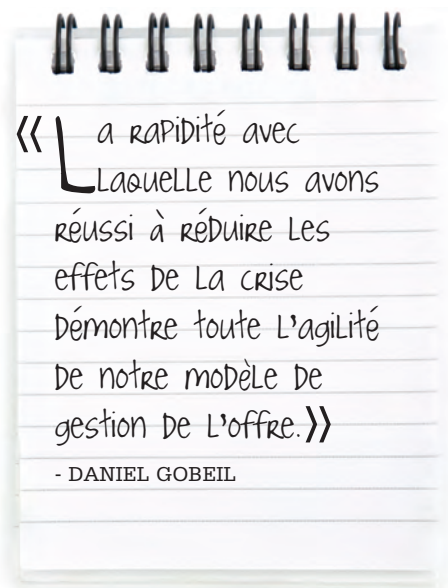 « La rapidité avec
laquelle nous avons
réussi à réduire les
effets de la crise
démontre toute l'agilité
de notre modèle de
gestion de l'offre. »
- DANIEL GOBEIL